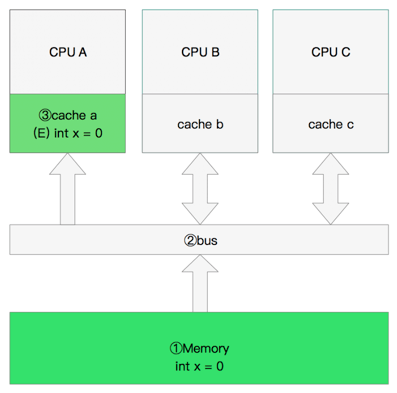 CPU A
CPU B
CPU C
③cache a
(E) int x = 0
cache b
cache c
②bus
①Memory
int x = 0